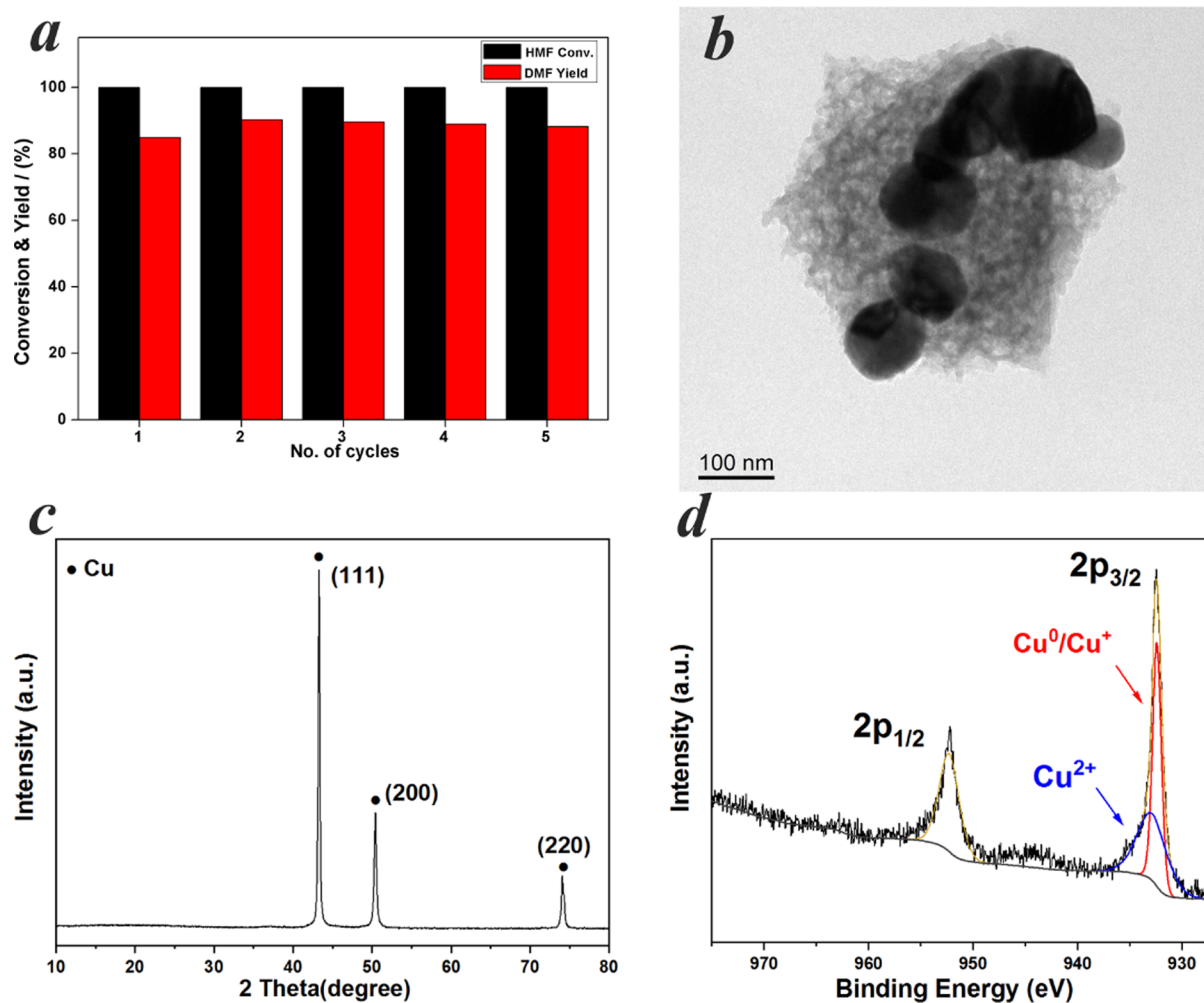 a
HMF Conv.
DMF Yield
Conversion & Yield / (%)
100
80
60
40
20
0
1 2 3 4 5
No. of cycles
b
100 nm
c
● Cu
(111)
(200)
(220)
Intensity (a.u.)
10 20 30 40 50 60 70 80
2 Theta(degree)
d
2p3/2
Cu⁰/Cu⁺
2p1/2
Cu²⁺
Intensity (a.u.)
970 960 950 940 930
Binding Energy (eV)